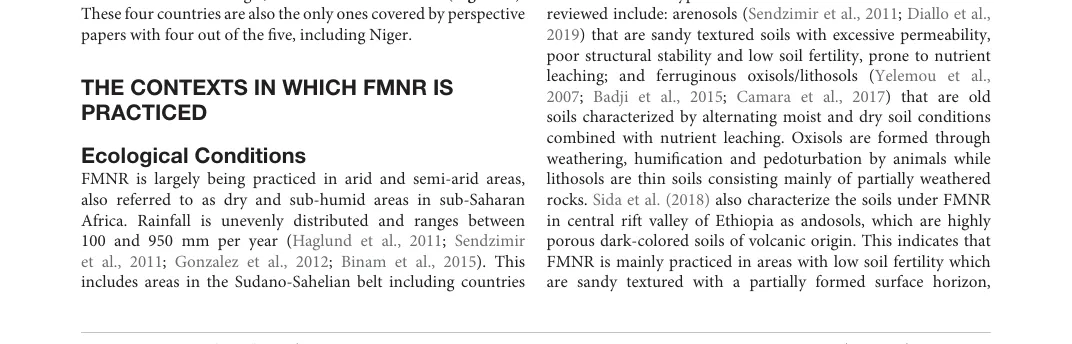 These four countries are also the only ones covered by perspective
papers with four out of the five, including Niger.
THE CONTEXTS IN WHICH FMNR IS
PRACTICED
Ecological Conditions
FMNR is largely being practiced in arid and semi-arid areas,
also referred to as dry and sub-humid areas in sub-Saharan
Africa. Rainfall is unevenly distributed and ranges between
100 and 950 mm per year (Haglund et al., 2011; Sendzimir
et al., 2011; Gonzalez et al., 2012; Binam et al., 2015). This
includes areas in the Sudano-Sahelian belt including countries
reviewed include: arenosols (Sendzimir et al., 2011; Diallo et al.,
2019) that are sandy textured soils with excessive permeability,
poor structural stability and low soil fertility, prone to nutrient
leaching; and ferruginous oxisols/lithosols (Yelemou et al.,
2007; Badji et al., 2015; Camara et al., 2017) that are old
soils characterized by alternating moist and dry soil conditions
combined with nutrient leaching. Oxisols are formed through
weathering, humification and pedoturbation by animals while
lithosols are thin soils consisting mainly of partially weathered
rocks. Sida et al. (2018) also characterize the soils under FMNR
in central rift valley of Ethiopia as andosols, which are highly
porous dark-colored soils of volcanic origin. This indicates that
FMNR is mainly practiced in areas with low soil fertility which
are sandy textured with a partially formed surface horizon,